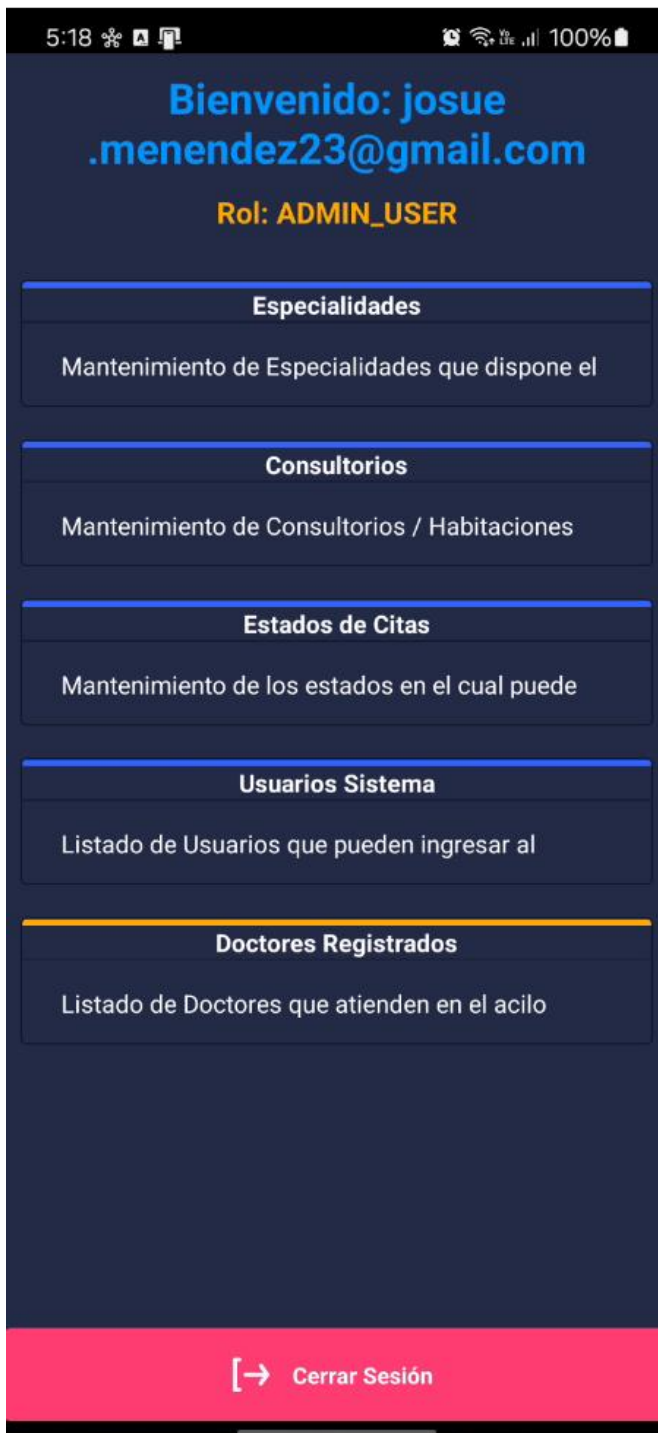 5:18 100%
Bienvenido: josue
.menendez23@gmail.com
Rol: ADMIN_USER
Especialidades
Mantenimiento de Especialidades que dispone el
Consultorios
Mantenimiento de Consultorios / Habitaciones
Estados de Citas
Mantenimiento de los estados en el cual puede
Usuarios Sistema
Listado de Usuarios que pueden ingresar al
Doctores Registrados
Listado de Doctores que atienden en el acilo
Cerrar Sesión